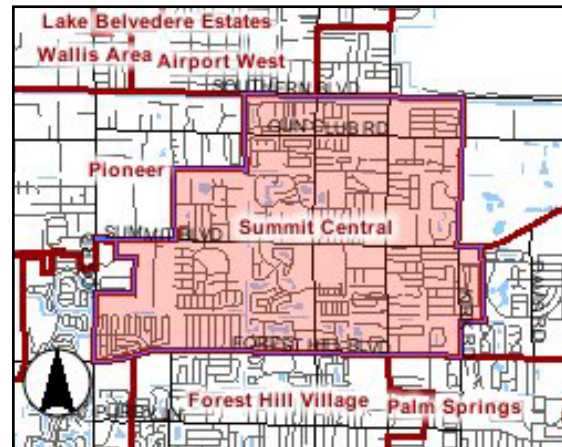 Lake Belvedere Estates
Wallis Area
Airport West
SOUTHERN BLVD
GUN CLUB RD
Pioneer
SUMMIT BLVD
Summit Central
FOREST HILL BLVD
Forest Hill Village
Palm Springs